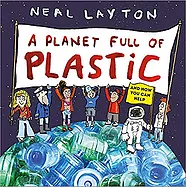 NEAL LAYTON
A PLANET FULL OF
PLASTIC
AND HOW
YOU CAN
HELP